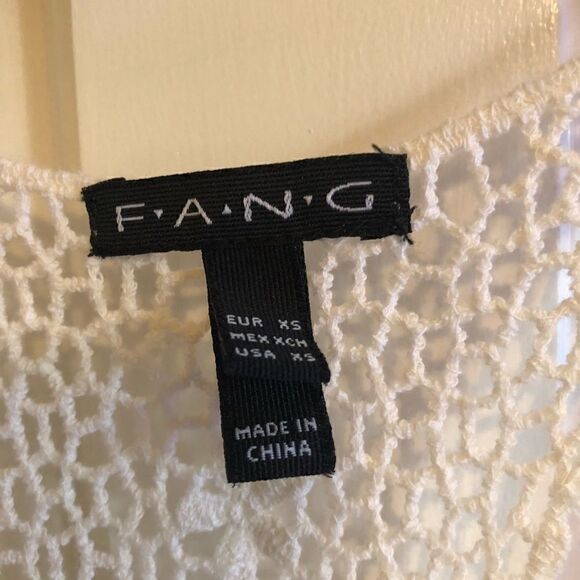 F.A.N.G
EUR XS
MEX XCH
USA XS
MADE IN
CHINA